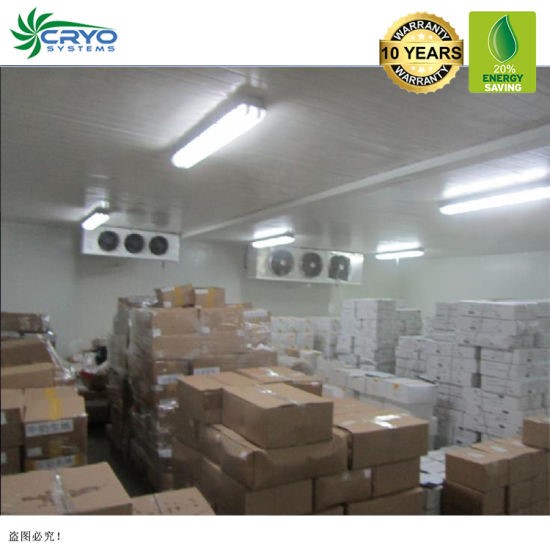 CRYO
SYSTEMS
WARRANTY
10 YEARS
WARRANTY
20%
ENERGY
SAVING
盗图必究！